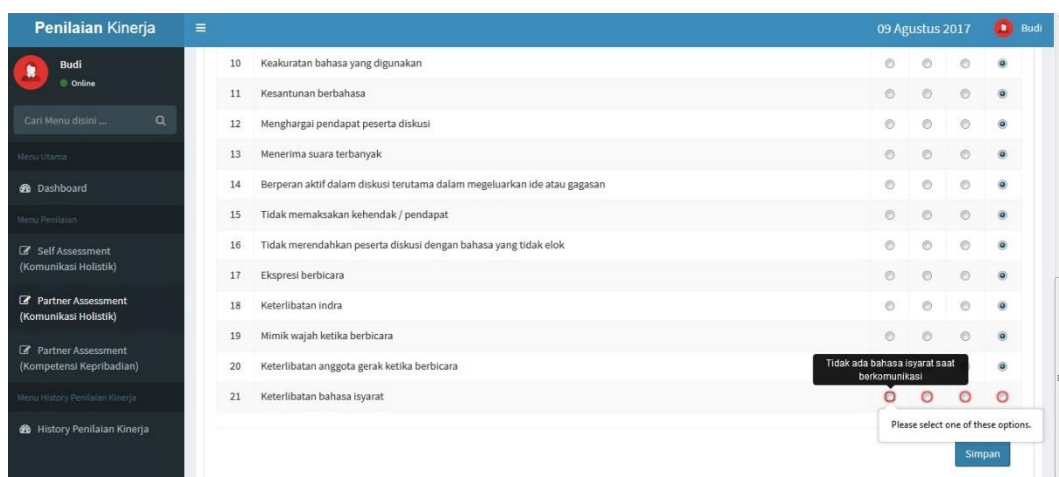 Penilaian Kinerja
09 Agustus 2017
Budi
Budi
Online
Cari Menu disini ...
Menu Utama
Dashboard
Menu Penilaian
Self Assessment
(Komunikasi Holistik)
Partner Assessment
(Komunikasi Holistik)
Partner Assessment
(Kompetensi Kepribadian)
Menu History Penilaian Kinerja
History Penilaian Kinerja
10 Keakuratan bahasa yang digunakan
11 Kesantunan berbahasa
12 Menghargai pendapat peserta diskusi
13 Menerima suara terbanyak
14 Berperan aktif dalam diskusi terutama dalam megeluarkan ide atau gagasan
15 Tidak memaksakan kehendak / pendapat
16 Tidak merendahkan peserta diskusi dengan bahasa yang tidak elok
17 Ekspresi berbicara
18 Keterlibatan indra
19 Mimik wajah ketika berbicara
20 Keterlibatan anggota gerak ketika berbicara
Tidak ada bahasa isyarat saat
berkomunikasi
21 Keterlibatan bahasa isyarat
Please select one of these options.
Simpan